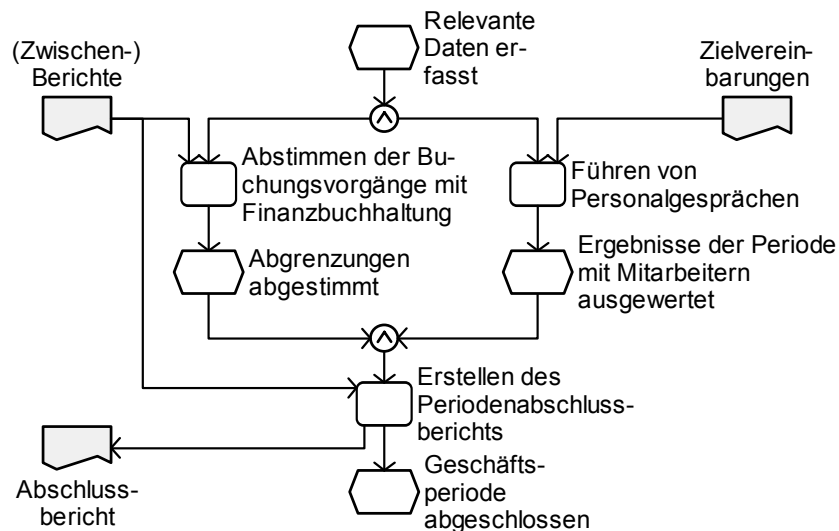 Relevante
Daten er-
fasst
(Zwischen-)
Berichte
Zielverein-
barungen
Abstimmen der Bu-
chungsvorgänge mit
Finanzbuchhaltung
Führen von
Personalgesprächen
Abgrenzungen
abgestimmt
Ergebnisse der Periode
mit Mitarbeitern
ausgewertet
Erstellen des
Periodenabschluss-
berichts
Abschluss-
bericht
Geschäfts-
periode
abgeschlossen